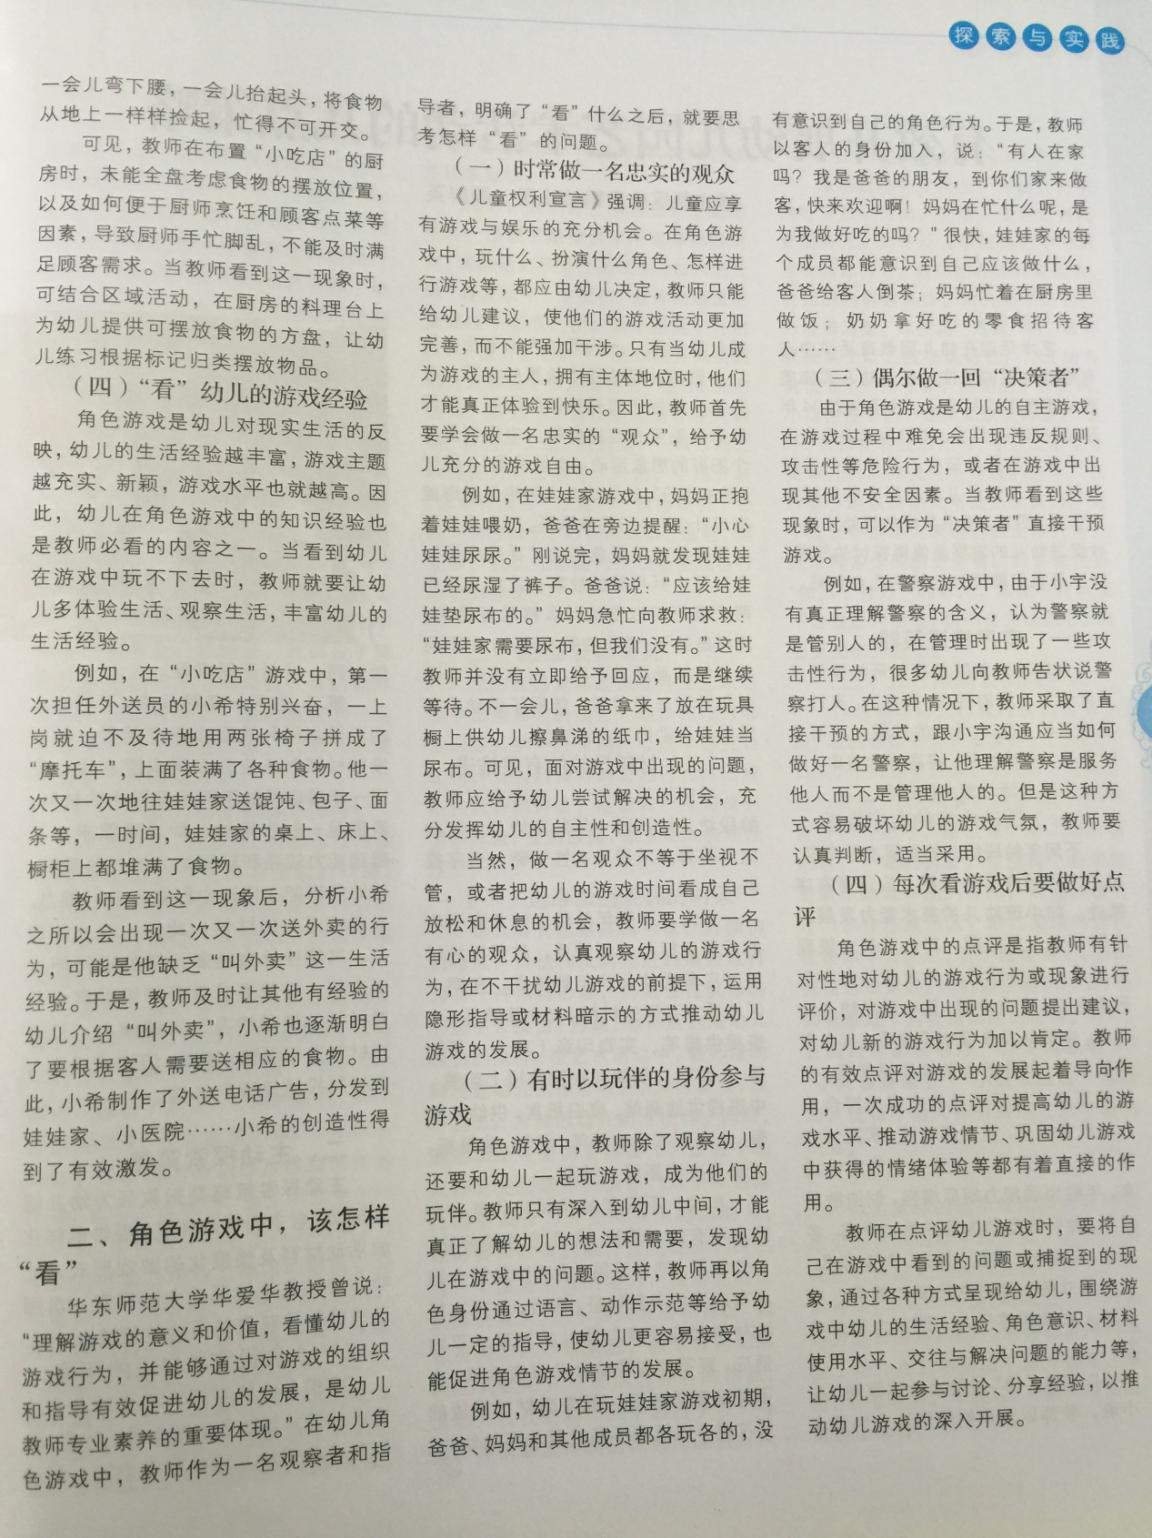 探索与实践
一会儿弯下腰，一会儿抬起头，将食物
从地上一样样捡起，忙得不可开交。
可见，教师在布置“小吃店”的厨
房时，未能全盘考虑食物的摆放位置，
以及如何便于厨师烹饪和顾客点菜等
因素，导致厨师手忙脚乱，不能及时满
足顾客需求。当教师看到这一现象时，
可结合区域活动，在厨房的料理台上
为幼儿提供可摆放食物的方盘，让幼
儿练习根据标记归类摆放物品。
（四）“看”幼儿的游戏经验
角色游戏是幼儿对现实生活的反
映，幼儿的生活经验越丰富，游戏主题
越充实、新颖，游戏水平也就越高。因
此，幼儿在角色游戏中的知识经验也
是教师必看的内容之一。当看到幼儿
在游戏中玩不下去时，教师就要让幼
儿多体验生活、观察生活，丰富幼儿的
生活经验。
例如，在“小吃店”游戏中，第一
次担任外送员的小希特别兴奋，一上
岗就迫不及待地用两张椅子拼成了
“摩托车”，上面装满了各种食物。他一
次又一次地往娃娃家送馄饨、包子、面
条等，一时间，娃娃家的桌上、床上、
橱柜上都堆满了食物。
教师看到这一现象后，分析小希
之所以会出现一次又一次送外卖的行
为，可能是他缺乏“叫外卖”这一生活
经验。于是，教师及时让其他有经验的
幼儿介绍“叫外卖”，小希也逐渐明白
了要根据客人需要送相应的食物。由
此，小希制作了外送电话广告，分发到
娃娃家、小医院……小希的创造性得
到了有效激发。
二、角色游戏中，该怎样
“看”
华东师范大学华爱华教授曾说：
“理解游戏的意义和价值，看懂幼儿的
游戏行为，并能够通过对游戏的组织
和指导有效促进幼儿的发展，是幼儿
教师专业素养的重要体现。”在幼儿角
色游戏中，教师作为一名观察者和指
导者，明确了“看”什么之后，就要思
考怎样“看”的问题。
（一）时常做一名忠实的观众
《儿童权利宣言》强调：儿童应享
有游戏与娱乐的充分机会。在角色游
戏中，玩什么、扮演什么角色、怎样进
行游戏等，都应由幼儿决定，教师只能
给幼儿建议，使他们的游戏活动更加
完善，而不能强加干涉。只有当幼儿成
为游戏的主人，拥有主体地位时，他们
才能真正体验到快乐。因此，教师首先
要学会做一名忠实的“观众”，给予幼
儿充分的游戏自由。
例如，在娃娃家游戏中，妈妈正抱
着娃娃喂奶，爸爸在旁边提醒：“小心
娃娃尿尿。”刚说完，妈妈就发现娃娃
已经尿湿了裤子。爸爸说：“应该给娃
娃垫尿布的。”妈妈急忙向教师求救：
“娃娃家需要尿布，但我们没有。”这时
教师并没有立即给予回应，而是继续
等待。不一会儿，爸爸拿来了放在玩具
橱上供幼儿擦鼻涕的纸巾，给娃娃当
尿布。可见，面对游戏中出现的问题，
教师应给予幼儿尝试解决的机会，充
分发挥幼儿的自主性和创造性。
当然，做一名观众不等于坐视不
管，或者把幼儿的游戏时间看成自己
放松和休息的机会，教师要学做一名
有心的观众，认真观察幼儿的游戏行
为，在不干扰幼儿游戏的前提下，运用
隐形指导或材料暗示的方式推动幼儿
游戏的发展。
（二）有时以玩伴的身份参与
游戏
角色游戏中，教师除了观察幼儿，
还要和幼儿一起玩游戏，成为他们的
玩伴。教师只有深入到幼儿中间，才能
真正了解幼儿的想法和需要，发现幼
儿在游戏中的问题。这样，教师再以角
色身份通过语言、动作示范等给予幼
儿一定的指导，使幼儿更容易接受，也
能促进角色游戏情节的发展。
例如，幼儿在玩娃娃家游戏初期，
爸爸、妈妈和其他成员都各玩各的，没
有意识到自己的角色行为。于是，教师
以客人的身份加入，说：“有人在家
吗？我是爸爸的朋友，到你们家来做
客，快来欢迎啊！妈妈在忙什么呢，是
为我做好吃的吗？”很快，娃娃家的每
个成员都能意识到自己应该做什么，
爸爸给客人倒茶；妈妈忙着在厨房里
做饭；奶奶拿好吃的零食招待客
人……
（三）偶尔做一回“决策者”
由于角色游戏是幼儿的自主游戏，
在游戏过程中难免会出现违反规则、
攻击性等危险行为，或者在游戏中出
现其他不安全因素。当教师看到这些
现象时，可以作为“决策者”直接干预
游戏。
例如，在警察游戏中，由于小宇没
有真正理解警察的含义，认为警察就
是管别人的，在管理时出现了一些攻
击性行为，很多幼儿向教师告状说警
察打人。在这种情况下，教师采取了直
接干预的方式，跟小宇沟通应当如何
做好一名警察，让他理解警察是服务
他人而不是管理他人的。但是这种方
式容易破坏幼儿的游戏气氛，教师要
认真判断，适当采用。
（四）每次看游戏后要做好点
评
角色游戏中的点评是指教师有针
对性地对幼儿的游戏行为或现象进行
评价，对游戏中出现的问题提出建议，
对幼儿新的游戏行为加以肯定。教师
的有效点评对游戏的发展起着导向作
用，一次成功的点评对提高幼儿的游
戏水平、推动游戏情节、巩固幼儿游戏
中获得的情绪体验等都有着直接的作
用。
教师在点评幼儿游戏时，要将自
己在游戏中看到的问题或捕捉到的现
象，通过各种方式呈现给幼儿，围绕游
戏中幼儿的生活经验、角色意识、材料
使用水平、交往与解决问题的能力等，
让幼儿一起参与讨论、分享经验，以推
动幼儿游戏的深入开展。